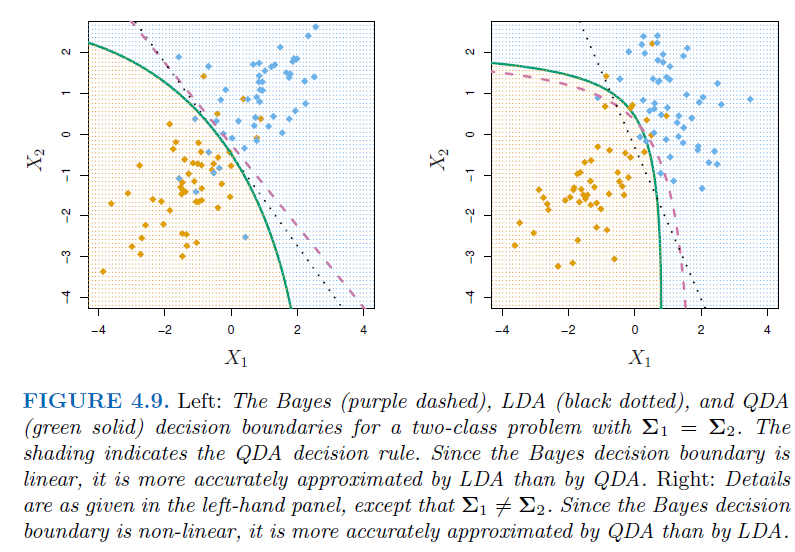 2
1
0
−1
−2
−3
−4
X2
−4
−2
0
2
4
X1
2
1
0
−1
−2
−3
−4
X2
−4
−2
0
2
4
X1
FIGURE 4.9. Left: The Bayes (purple dashed), LDA (black dotted), and QDA
(green solid) decision boundaries for a two-class problem with Σ1 = Σ2. The
shading indicates the QDA decision rule. Since the Bayes decision boundary is
linear, it is more accurately approximated by LDA than by QDA. Right: Details
are as given in the left-hand panel, except that Σ1 ≠ Σ2. Since the Bayes decision
boundary is non-linear, it is more accurately approximated by QDA than by LDA.